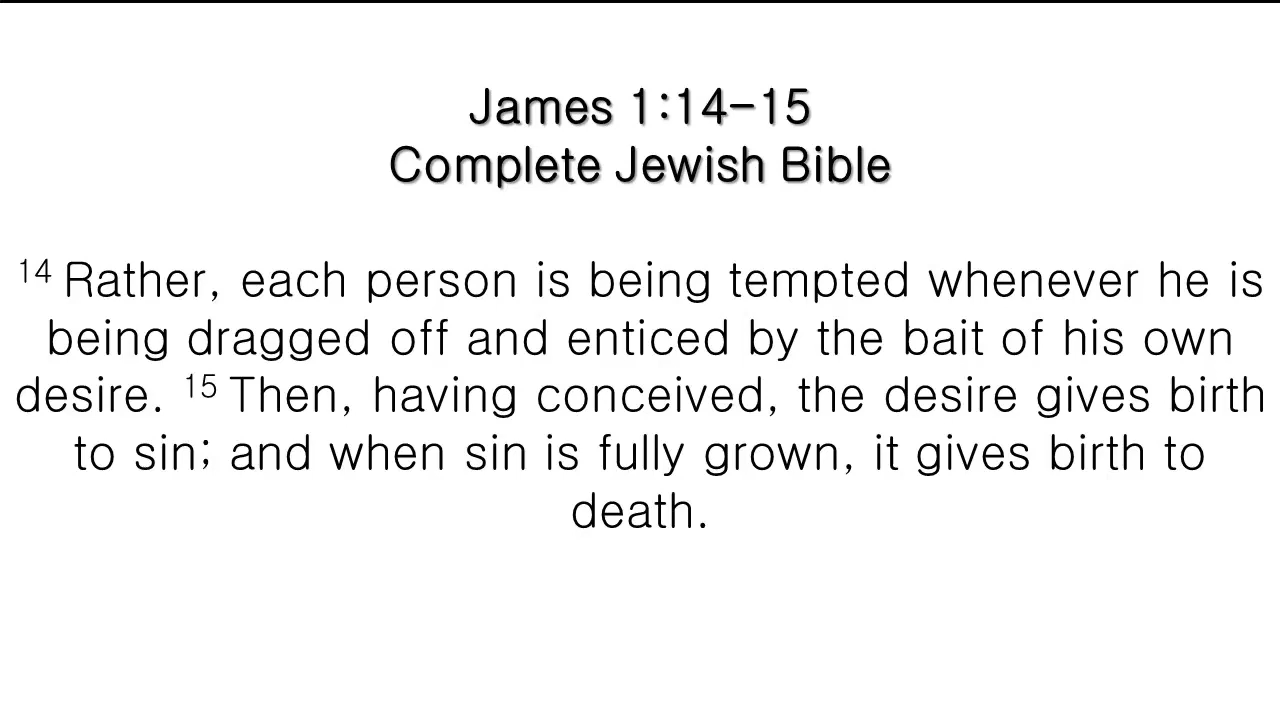 James 1:14-15
Complete Jewish Bible
14 Rather, each person is being tempted whenever he is
being dragged off and enticed by the bait of his own
desire. 15 Then, having conceived, the desire gives birth
to sin; and when sin is fully grown, it gives birth to
death.